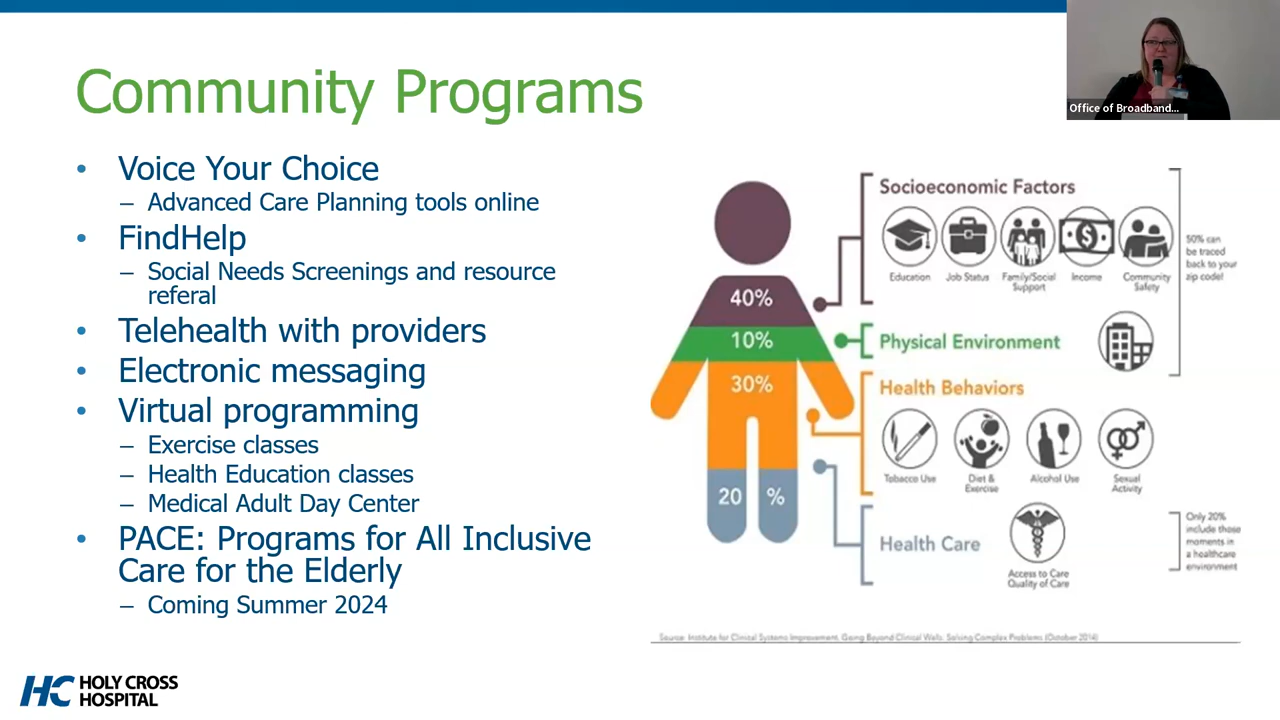 Community Programs
Office of Broadband...
• Voice Your Choice
– Advanced Care Planning tools online
• FindHelp
– Social Needs Screenings and resource
referal
• Telehealth with providers
• Electronic messaging
• Virtual programming
– Exercise classes
– Health Education classes
– Medical Adult Day Center
• PACE: Programs for All Inclusive
Care for the Elderly
– Coming Summer 2024
40%
10%
30%
20 %
Socioeconomic Factors
Education
Job Status
Family/Social
Support
Income
Community
Safety
50% can
be traced
back to your
zip code!
Physical Environment
Health Behaviors
Tobacco Use
Diet &
Exercise
Alcohol Use
Sexual
Activity
Health Care
Access to Care
Quality of Care
Only 20%
include those
moments in
a healthcare
environment
Source: Institute for Clinical Systems Improvement, Going Beyond Clinical Walls. Solving Complex Problems (October 2014)
HC HOLY CROSS
HOSPITAL